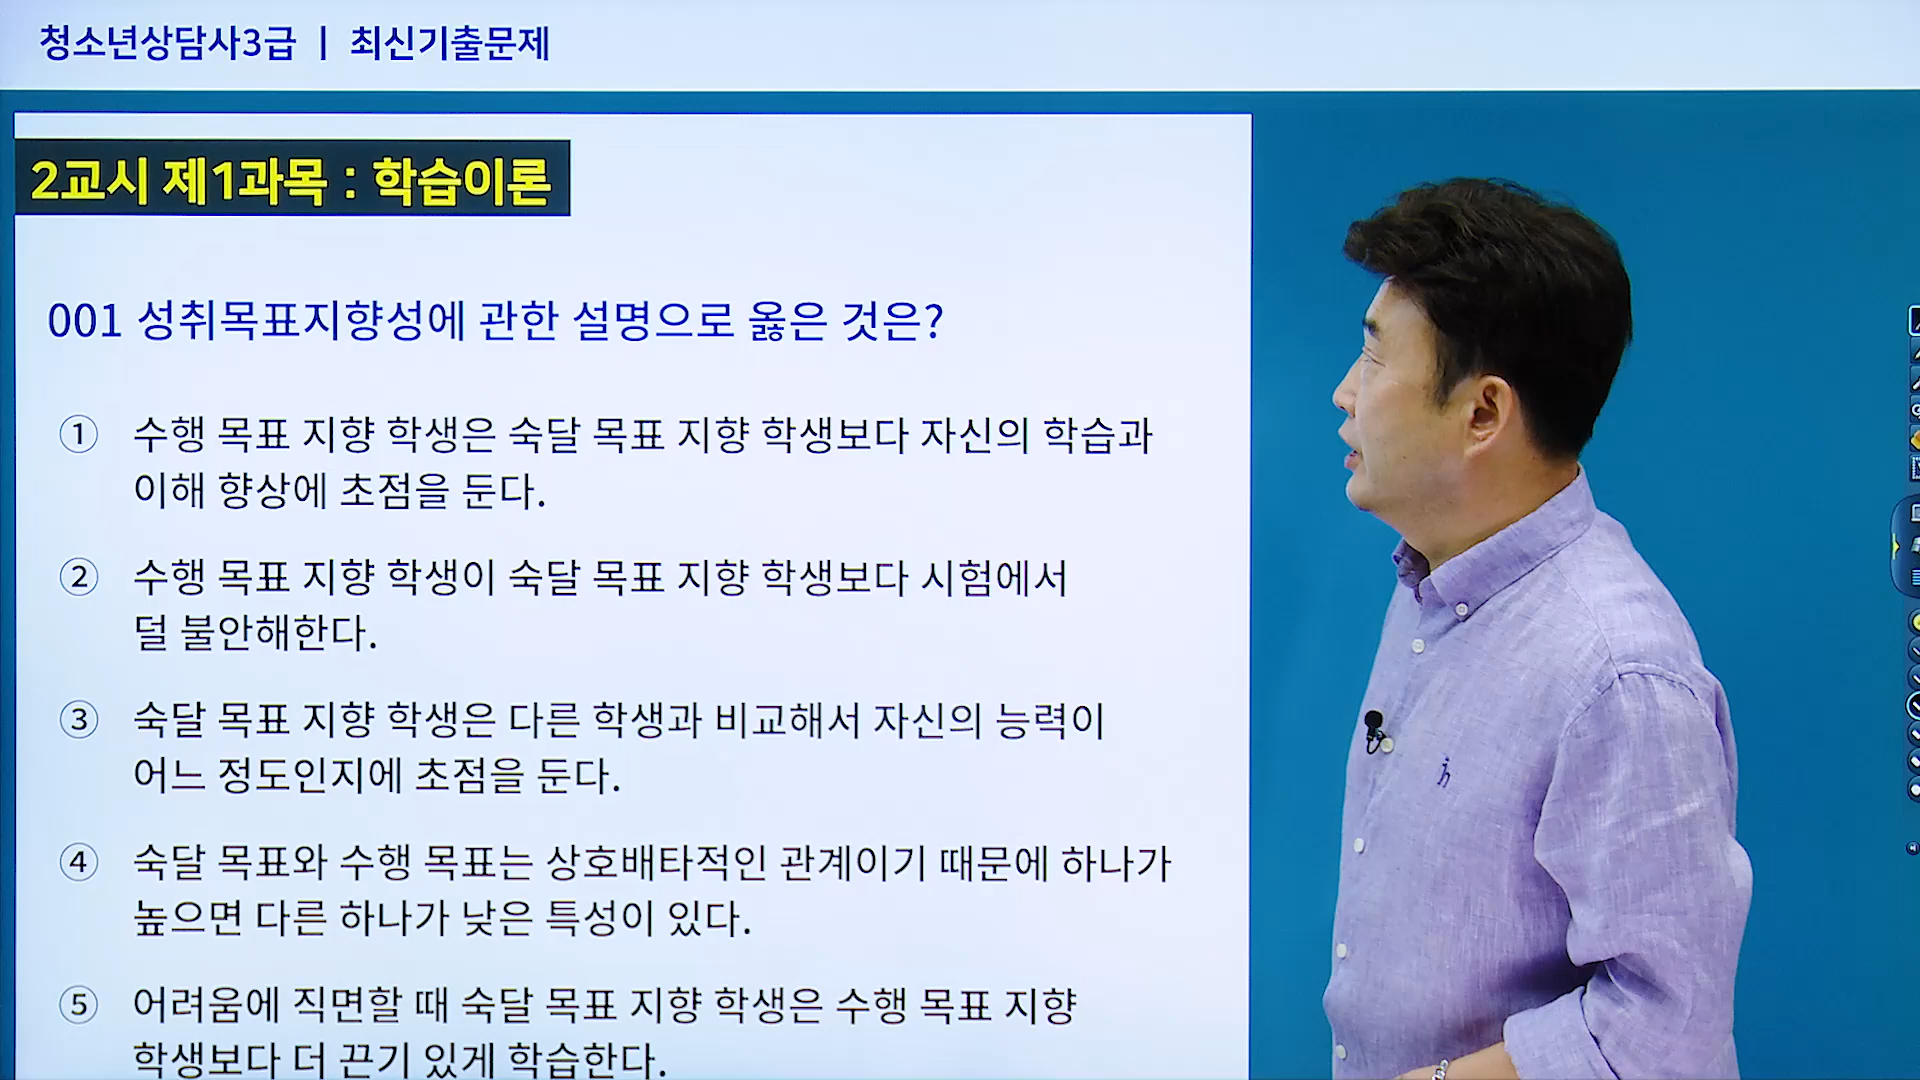 청소년상담사3급 | 최신기출문제
2교시 제1과목 : 학습이론
001 성취목표지향성에 관한 설명으로 옳은 것은?
① 수행 목표 지향 학생은 숙달 목표 지향 학생보다 자신의 학습과
이해 향상에 초점을 둔다.
② 수행 목표 지향 학생이 숙달 목표 지향 학생보다 시험에서
덜 불안해한다.
③ 숙달 목표 지향 학생은 다른 학생과 비교해서 자신의 능력이
어느 정도인지에 초점을 둔다.
④ 숙달 목표와 수행 목표는 상호배타적인 관계이기 때문에 하나가
높으면 다른 하나가 낮은 특성이 있다.
⑤ 어려움에 직면할 때 숙달 목표 지향 학생은 수행 목표 지향
학생보다 더 끈기 있게 학습한다.